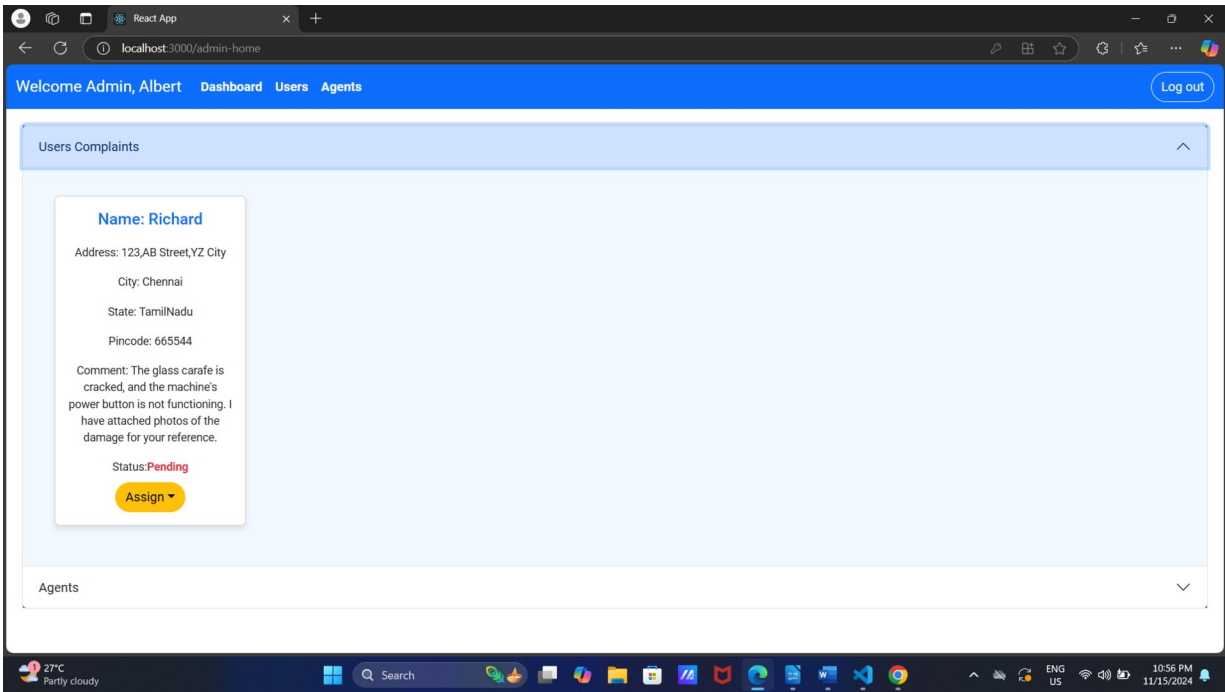 React App
localhost:3000/admin-home
Welcome Admin, Albert Dashboard Users Agents Log out
Users Complaints
Name: Richard
Address: 123,AB Street,YZ City
City: Chennai
State: TamilNadu
Pincode: 665544
Comment: The glass carafe is
cracked, and the machine's
power button is not functioning. I
have attached photos of the
damage for your reference.
Status:Pending
Assign
Agents
1
27°C
Partly cloudy
Search
ENG
US
10:56 PM
11/15/2024